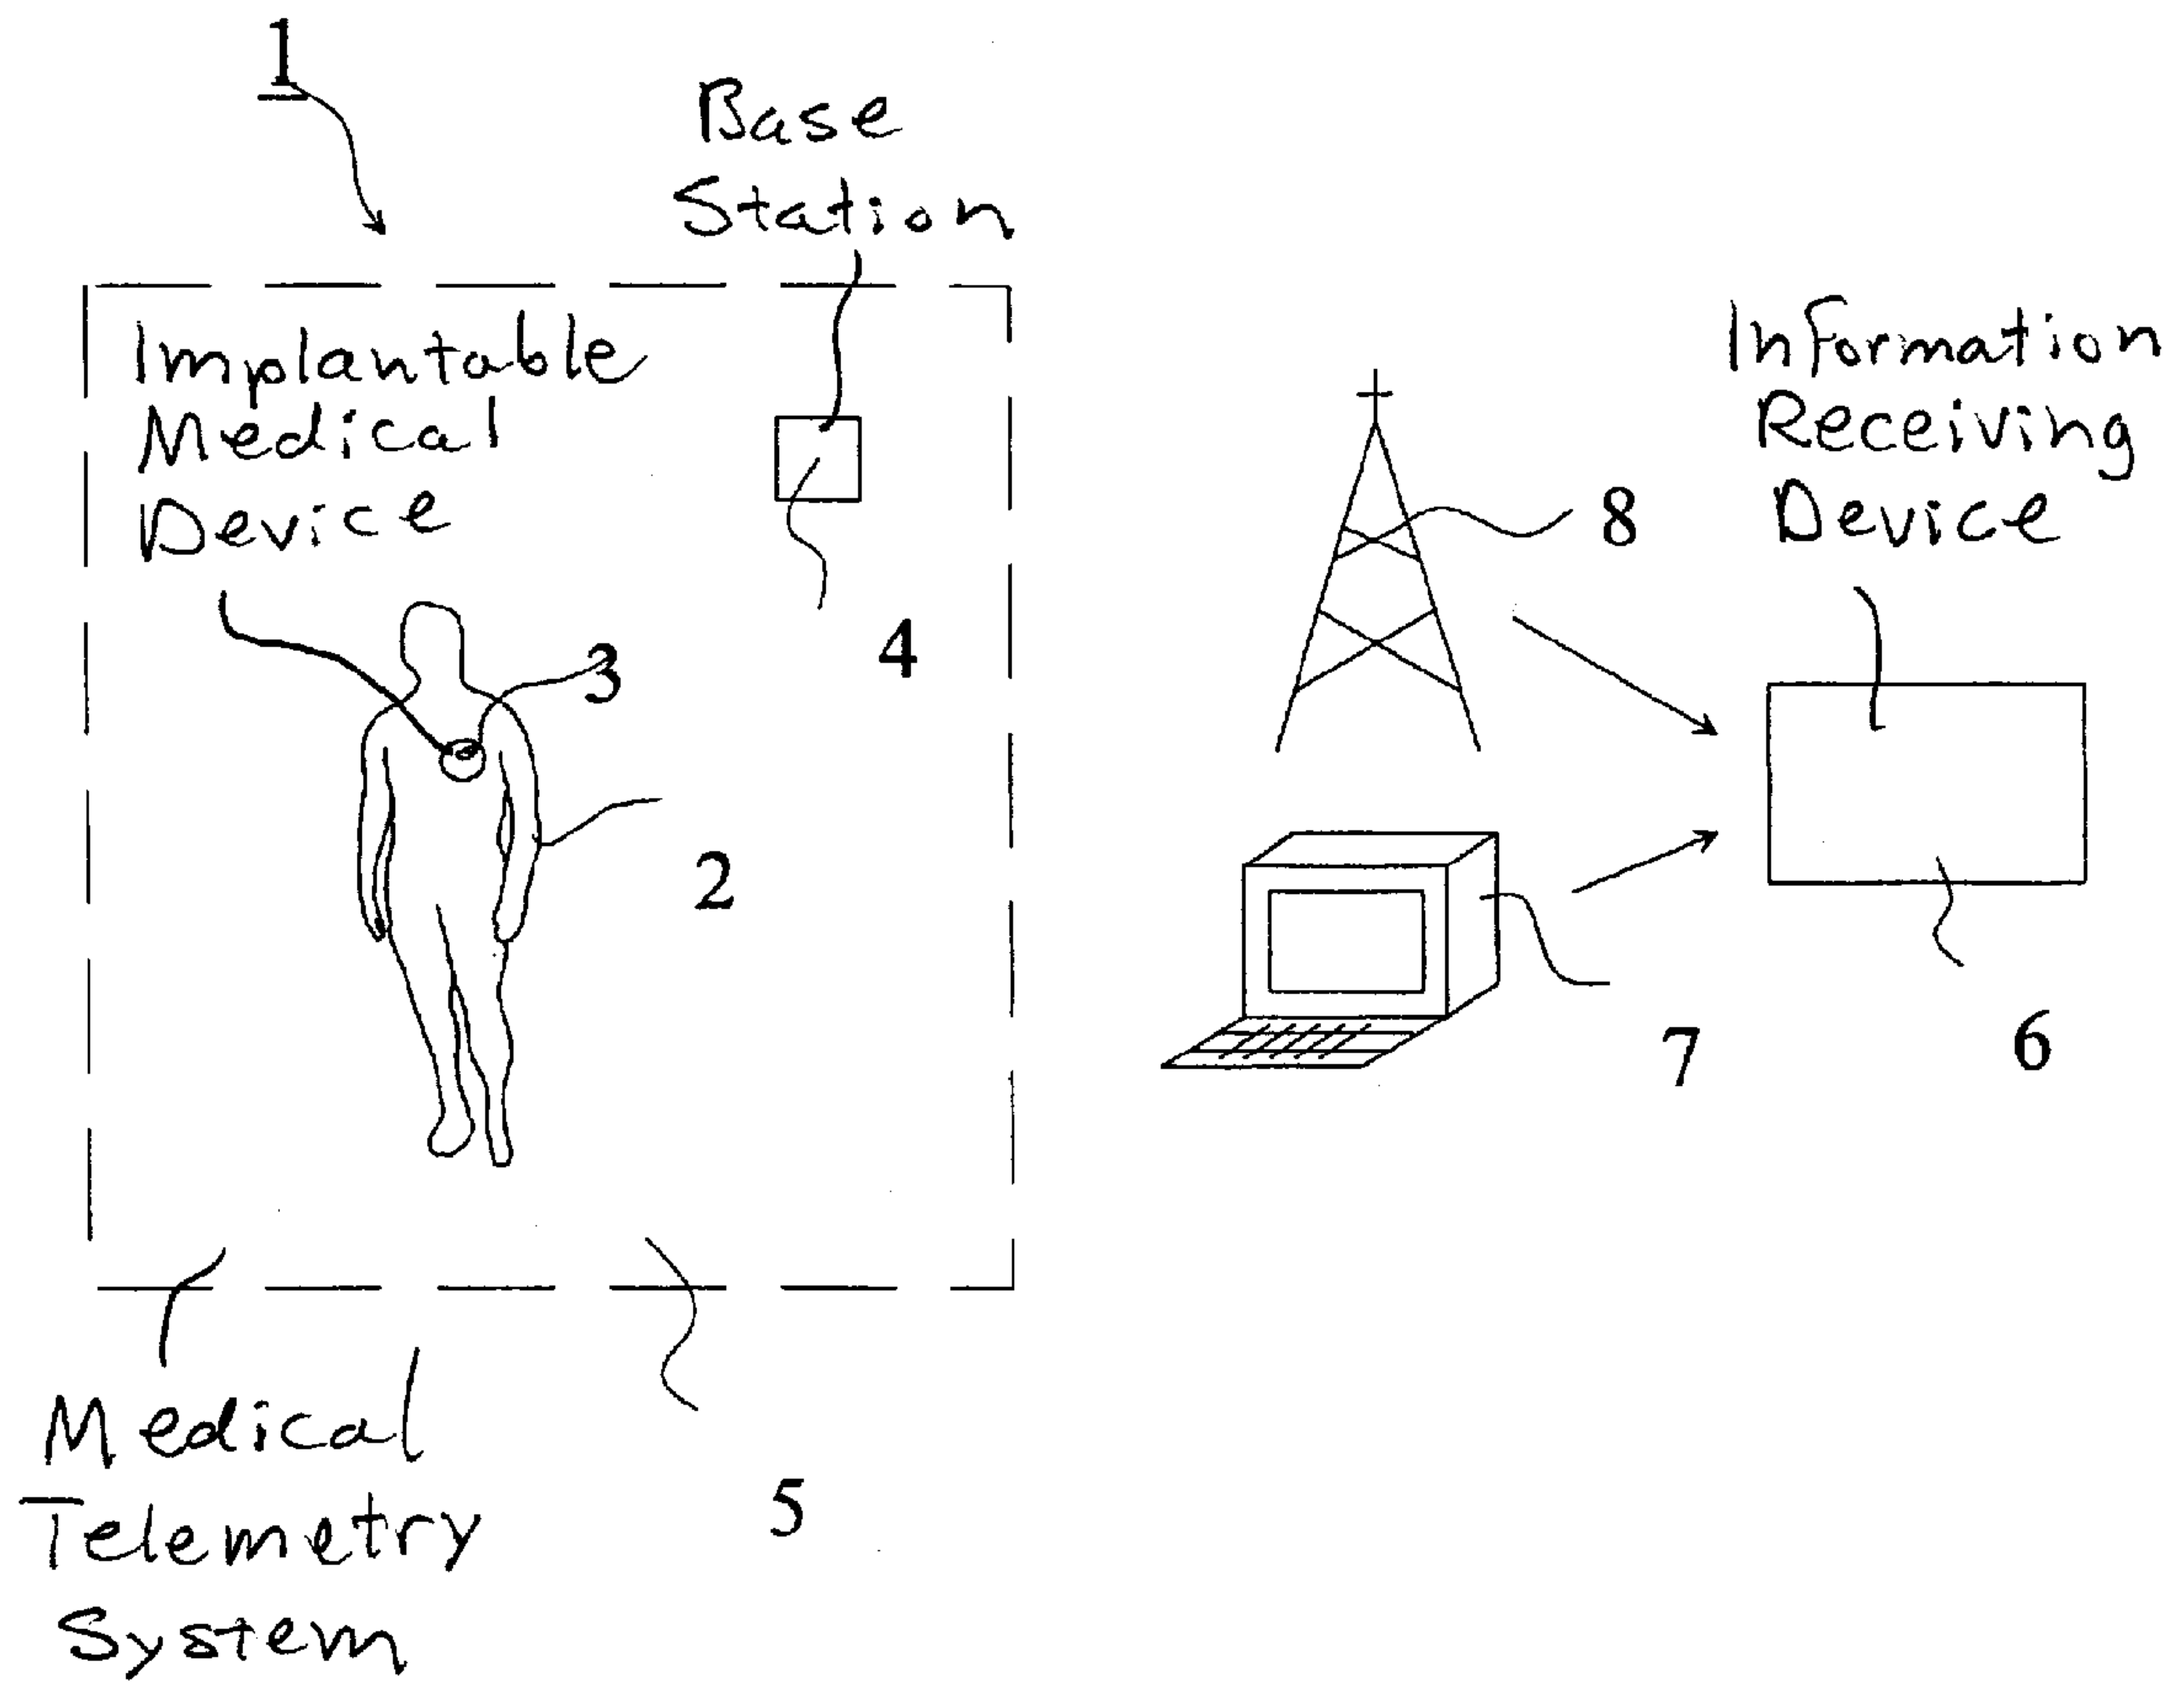 1
Base
Station
Implantable
Medical
Device
Information
Receiving
Device
8
4
3
2
7
6
5
Medical
Telemetry
System